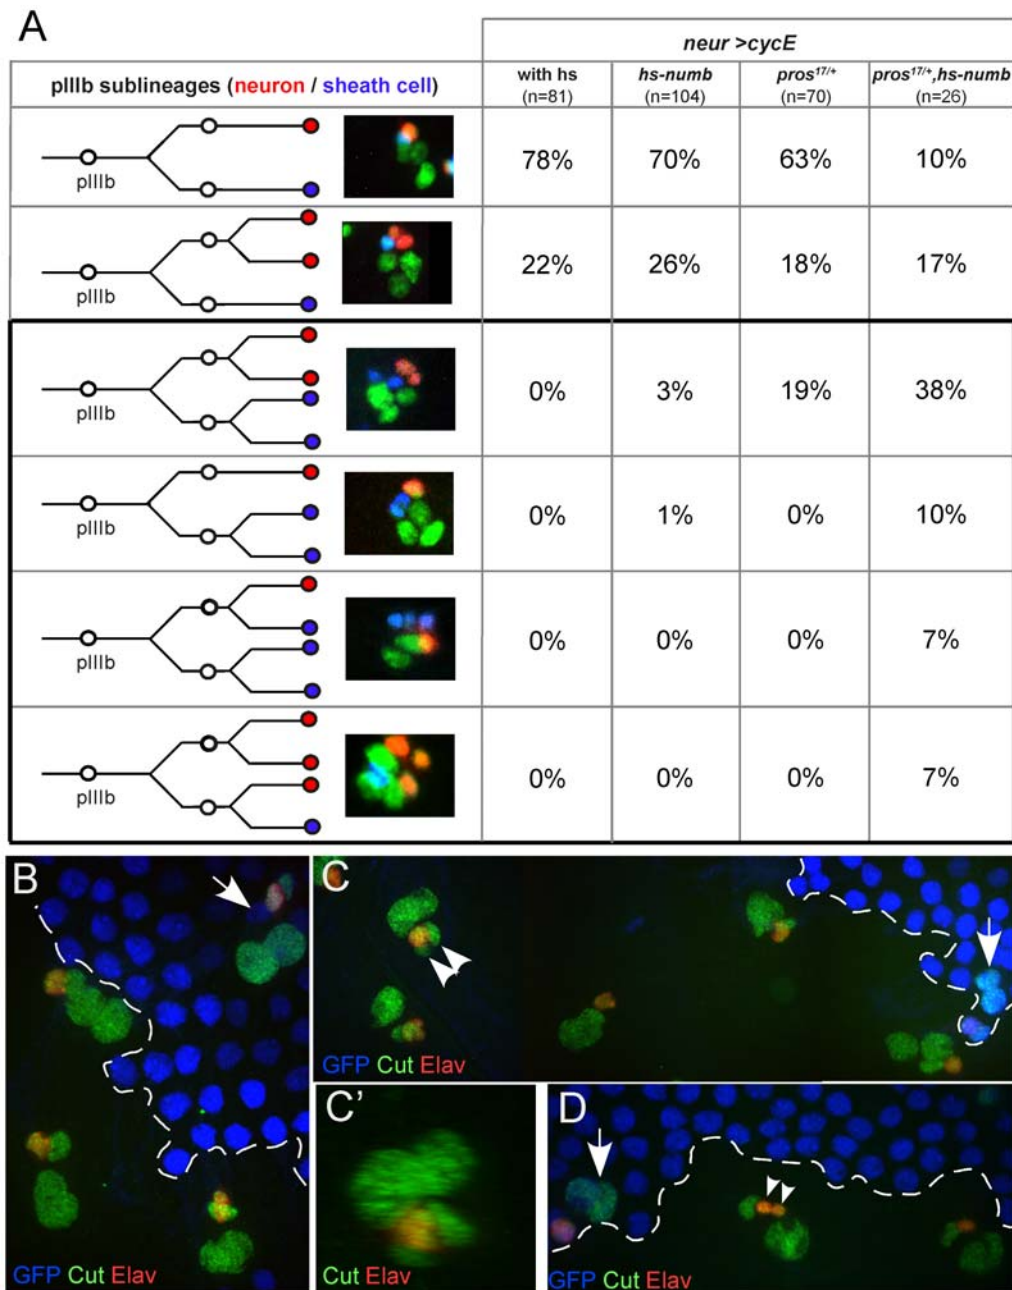 A
neur >cycE
pIIIb sublineages (neuron / sheath cell)
with hs (n=81)
hs-numb (n=104)
pros17/+ (n=70)
pros17/+,hs-numb (n=26)
pIIIb
78% 70% 63% 10%
pIIIb
22% 26% 18% 17%
pIIIb
0% 3% 19% 38%
pIIIb
0% 1% 0% 10%
pIIIb
0% 0% 0% 7%
pIIIb
0% 0% 0% 7%
B
GFP Cut Elav
C
GFP Cut Elav
C'
Cut Elav
D
GFP Cut Elav